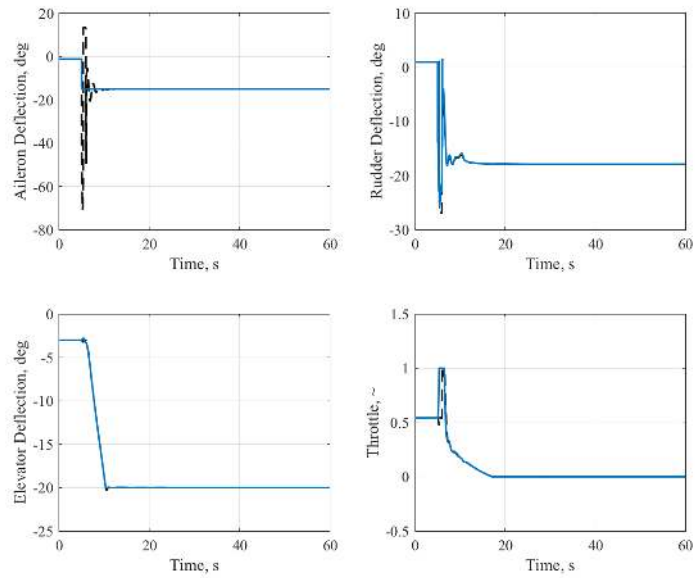 20
0
-20
-40
-60
-80
Aileron Deflection, deg
0 20 40 60
Time, s
10
0
-10
-20
-30
Rudder Deflection, deg
0 20 40 60
Time, s
0
-5
-10
-15
-20
-25
Elevator Deflection, deg
0 20 40 60
Time, s
1.5
1
0.5
0
-0.5
Throttle, ~
0 20 40 60
Time, s